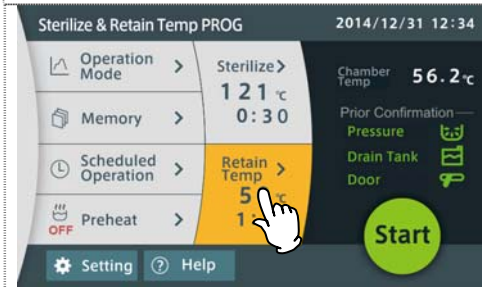 Sterilize & Retain Temp PROG
2014/12/31 12:34
Operation
Mode
Memory
Scheduled
Operation
OFF Preheat
Sterilize
121℃
0:30
Retain
Temp
Chamber
Temp
56.2℃
Prior Confirmation
Pressure
Drain Tank
Door
Start
Setting
Help